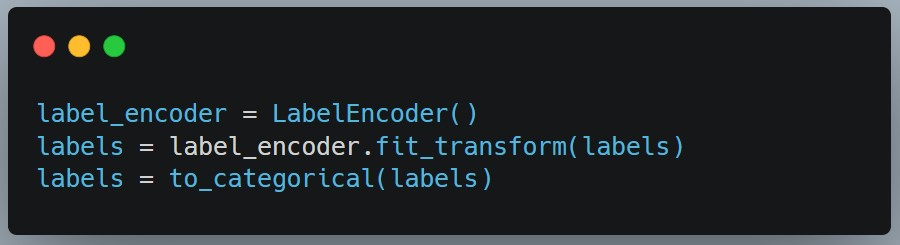 label_encoder = LabelEncoder()
labels = label_encoder.fit_transform(labels)
labels = to_categorical(labels)